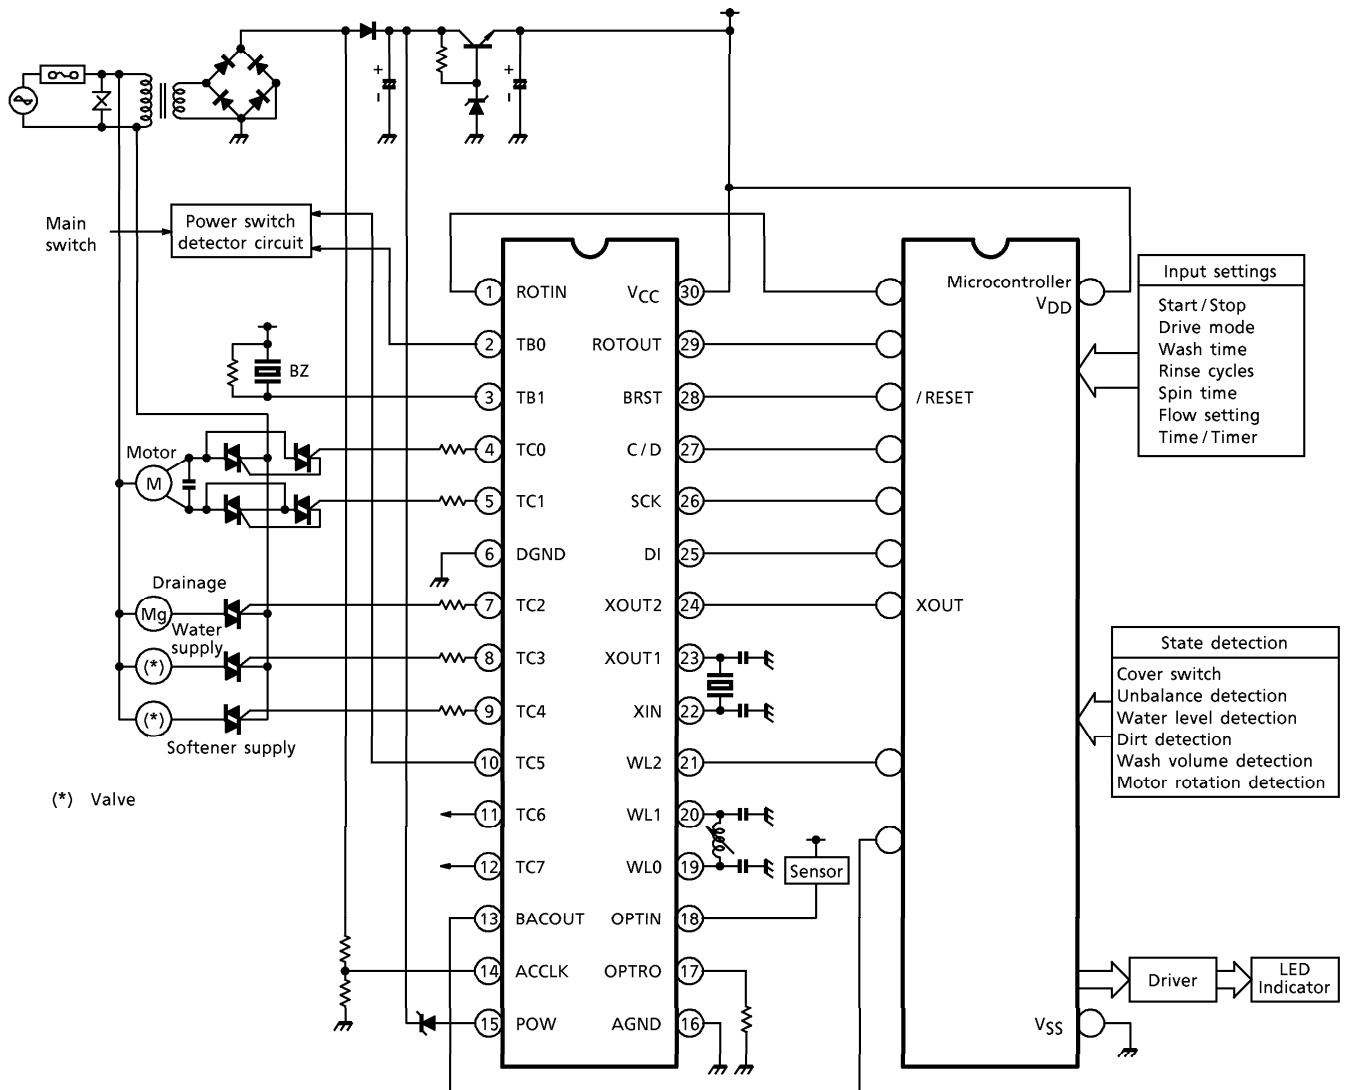 +
-
+
-
Main
switch
Power switch
detector circuit
BZ
Motor
M
Drainage
Mg
Water
supply
(*)
(*)
Softener supply
(*) Valve
1 ROTIN
2 TB0
3 TB1
4 TC0
5 TC1
6 DGND
7 TC2
8 TC3
9 TC4
10 TC5
11 TC6
12 TC7
13 BACOUT
14 ACCLK
15 POW
VCC 30
ROTOUT 29
BRST 28
C/D 27
SCK 26
DI 25
XOUT2 24
XOUT1 23
XIN 22
WL2 21
WL1 20
WL0 19
OPTIN 18
OPTRO 17
AGND 16
Sensor
Microcontroller
VDD
/RESET
XOUT
VSS
Input settings
Start/Stop
Drive mode
Wash time
Rinse cycles
Spin time
Flow setting
Time/Timer
State detection
Cover switch
Unbalance detection
Water level detection
Dirt detection
Wash volume detection
Motor rotation detection
Driver
LED
Indicator